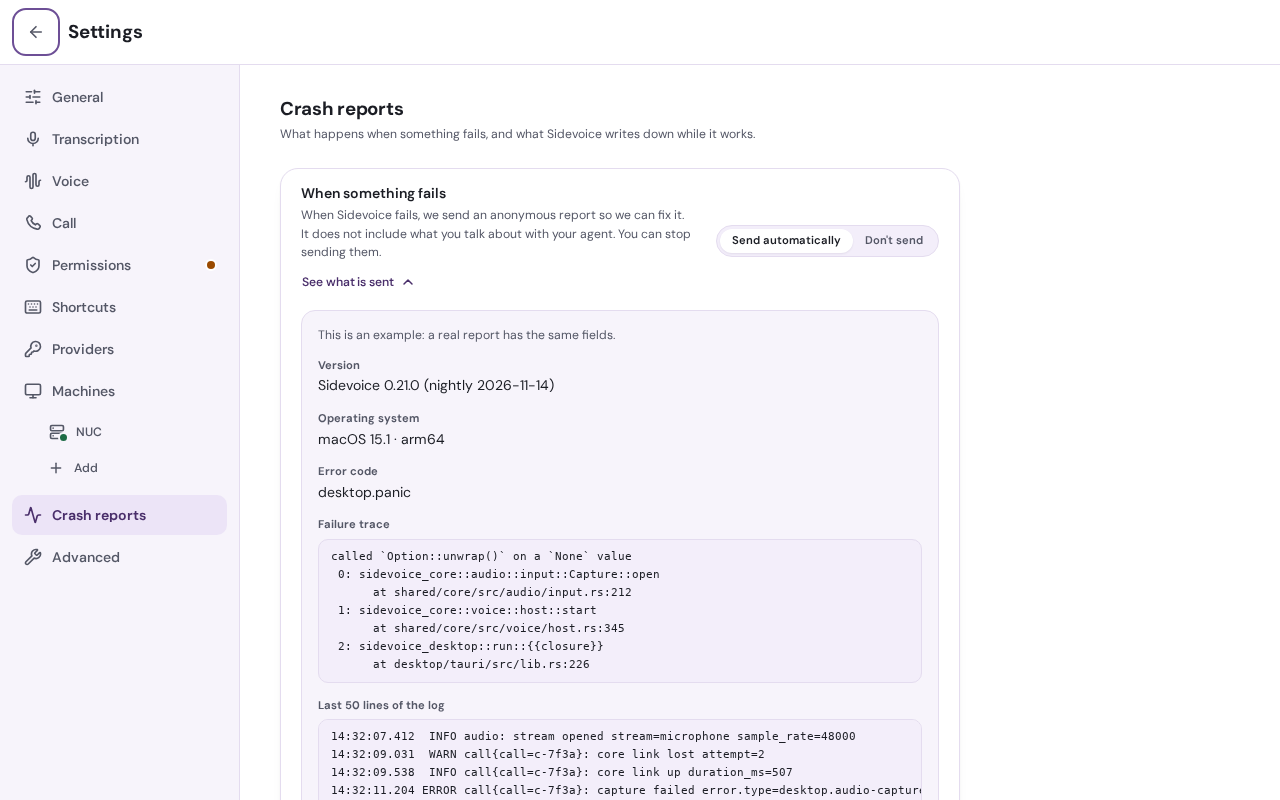 Settings
General
Transcription
Voice
Call
Permissions
Shortcuts
Providers
Machines
NUC
Add
Crash reports
Advanced
Crash reports
What happens when something fails, and what Sidevoice writes down while it works.
When something fails
When Sidevoice fails, we send an anonymous report so we can fix it.
It does not include what you talk about with your agent. You can stop
sending them.
Send automatically
Don't send
See what is sent
This is an example: a real report has the same fields.
Version
Sidevoice 0.21.0 (nightly 2026-11-14)
Operating system
macOS 15.1 · arm64
Error code
desktop.panic
Failure trace
called `Option::unwrap()` on a `None` value
0: sidevoice_core::audio::input::Capture::open
at shared/core/src/audio/input.rs:212
1: sidevoice_core::voice::host::start
at shared/core/src/voice/host.rs:345
2: sidevoice_desktop::run::{{closure}}
at desktop/tauri/src/lib.rs:226
Last 50 lines of the log
14:32:07.412  INFO audio: stream opened stream=microphone sample_rate=48000
14:32:09.031  WARN call{call=c-7f3a}: core link lost attempt=2
14:32:09.538  INFO call{call=c-7f3a}: core link up duration_ms=507
14:32:11.204 ERROR call{call=c-7f3a}: capture failed error.type=desktop.audio-capture